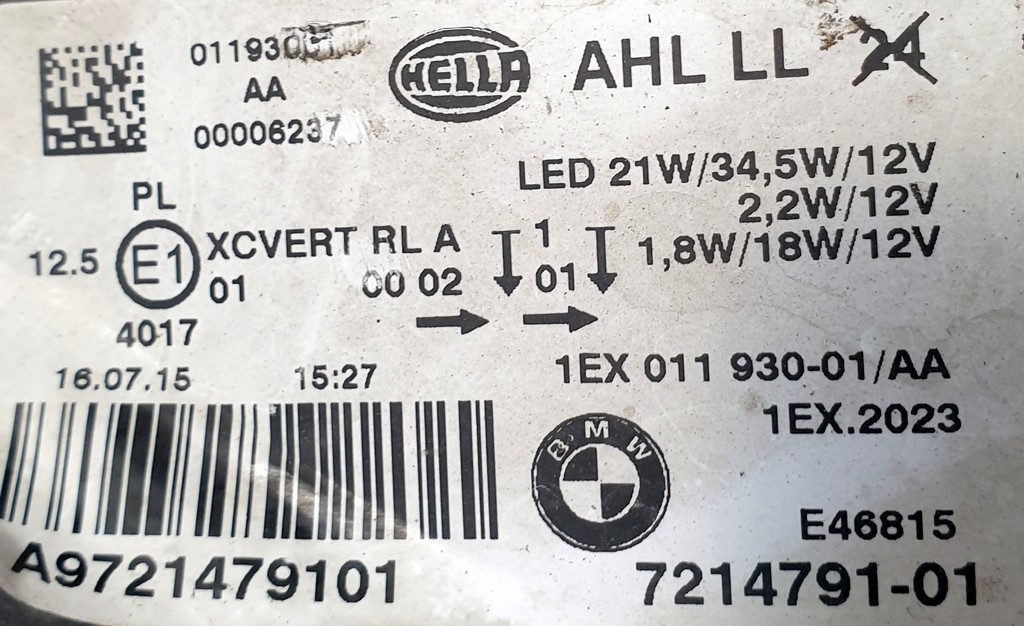 AA
00006237
HELLA
AHL LL 24
LED 21W/34,5W/12V
2,2W/12V
1,8W/18W/12V
PL
12.5 E1 XCVERT RL A 1
01 00 02 01
4017
16.07.15 15:27
1EX 011 930-01/AA
1EX.2023
BMW
E46815
A9721479101
7214791-01